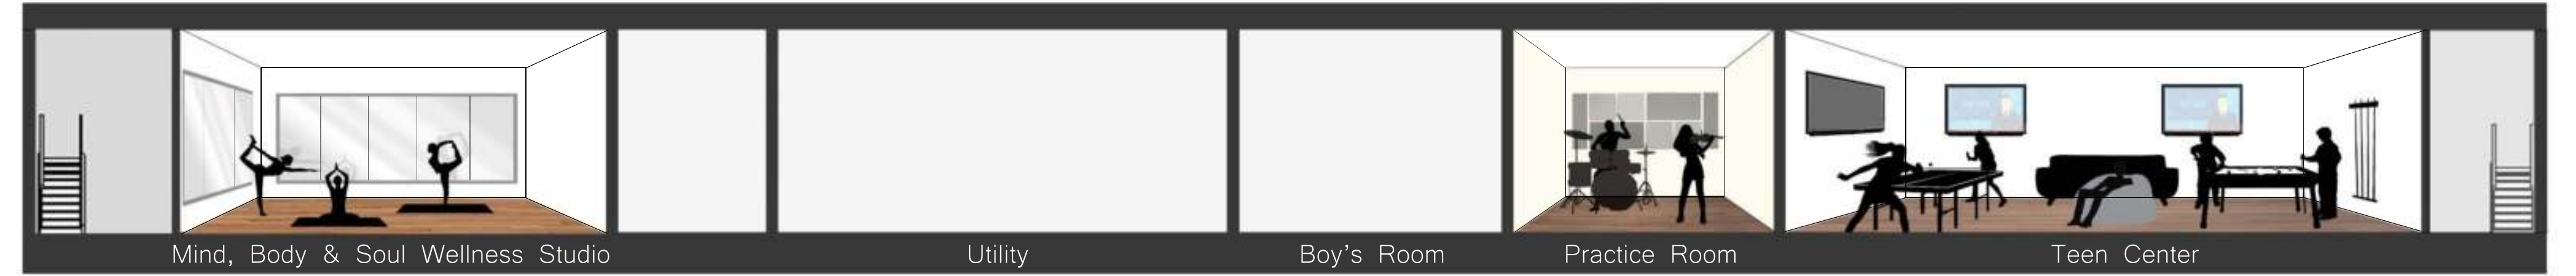 Mind, Body & Soul Wellness Studio
Utility
Boy's Room
Practice Room
Teen Center